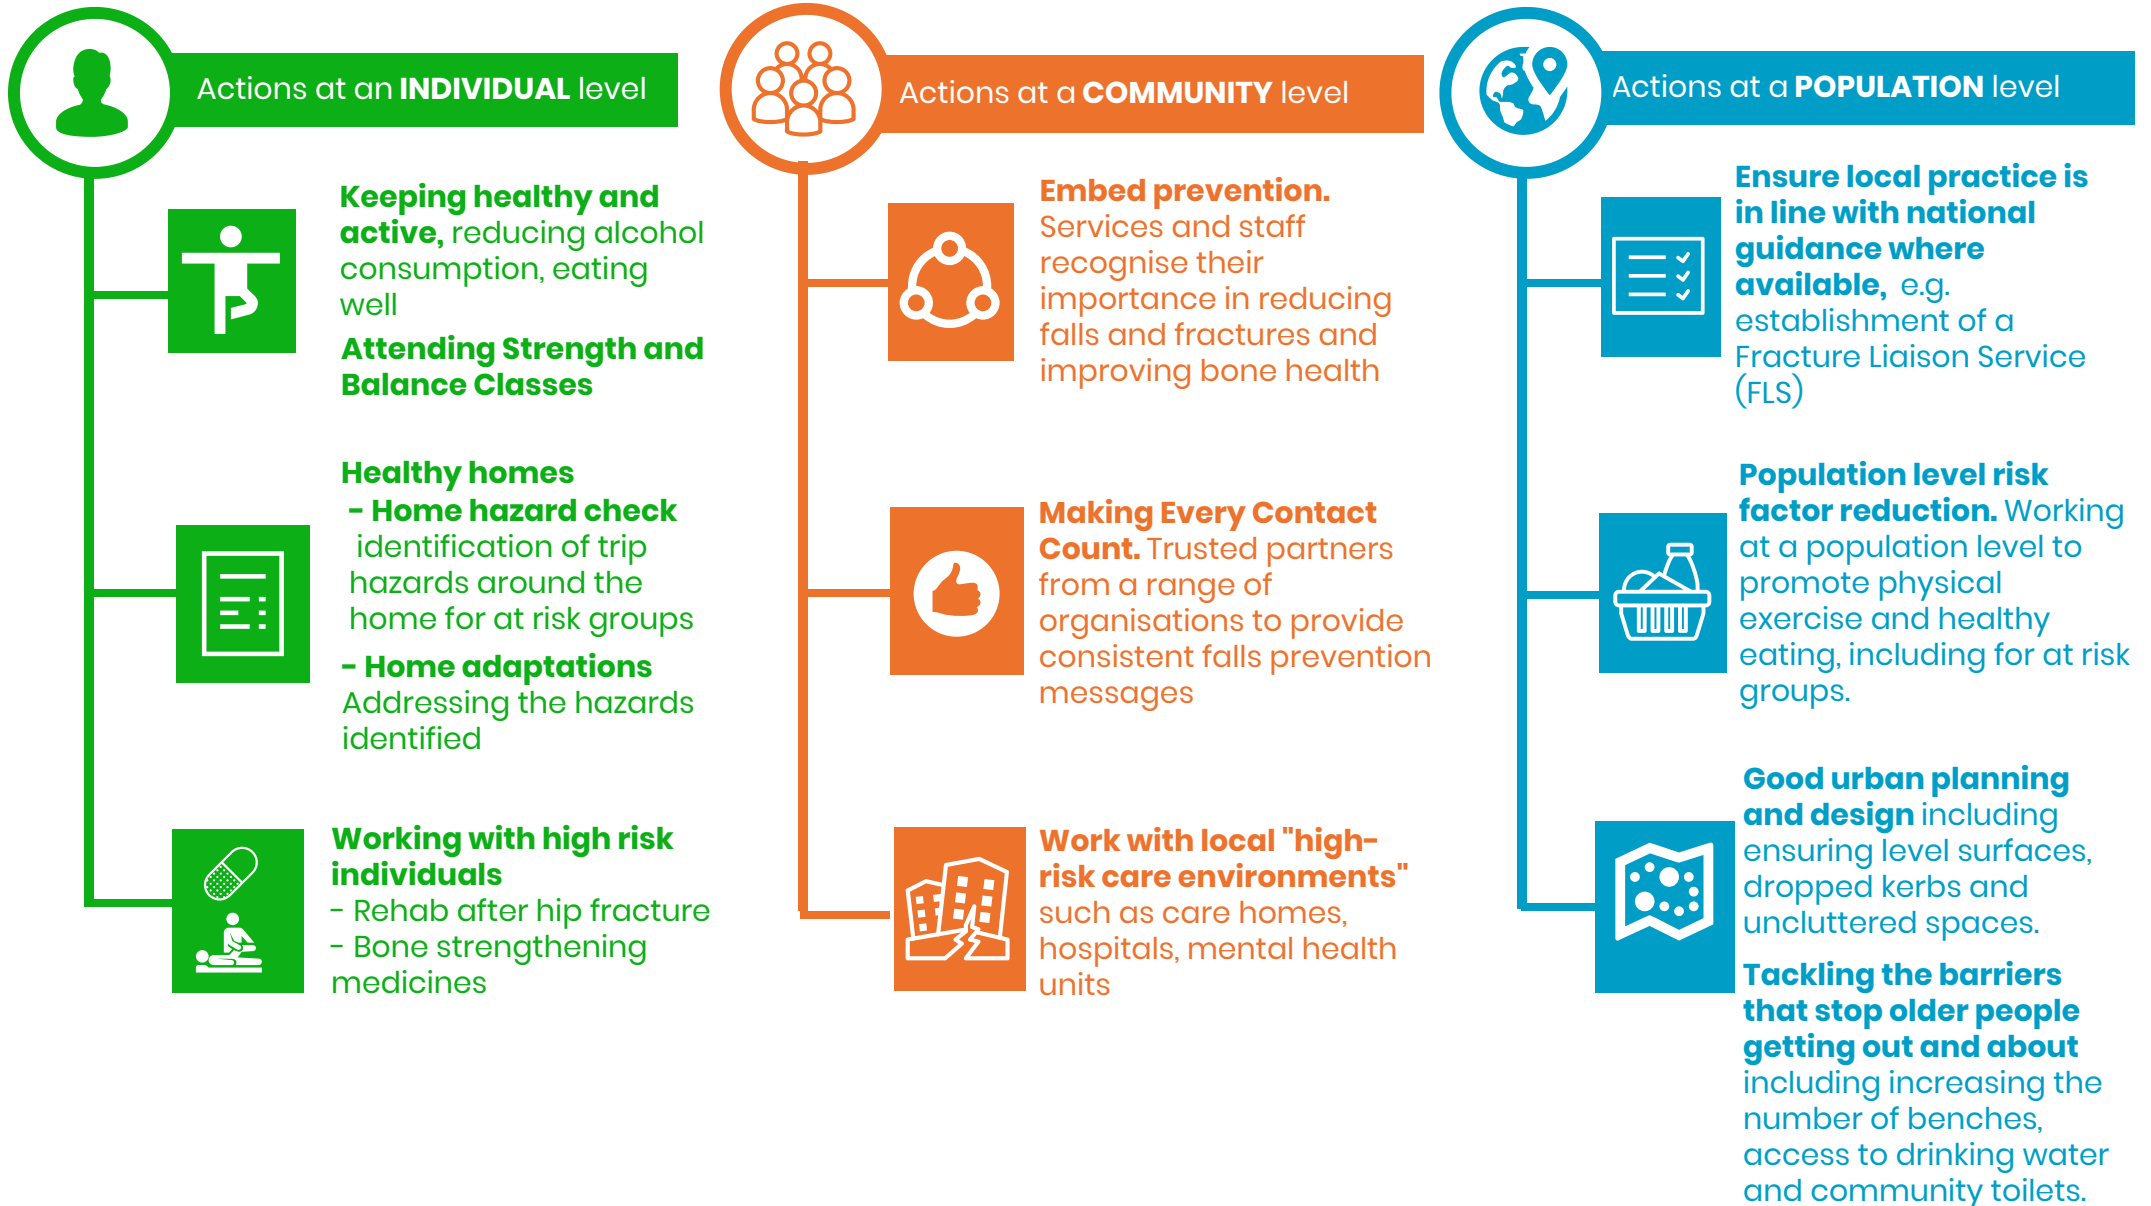 Actions at an INDIVIDUAL level
Keeping healthy and
active, reducing alcohol
consumption, eating
well
Attending Strength and
Balance Classes
Healthy homes
- Home hazard check
identification of trip
hazards around the
home for at risk groups
- Home adaptations
Addressing the hazards
identified
Working with high risk
individuals
- Rehab after hip fracture
- Bone strengthening
medicines
Actions at a COMMUNITY level
Embed prevention.
Services and staff
recognise their
importance in reducing
falls and fractures and
improving bone health
Making Every Contact
Count. Trusted partners
from a range of
organisations to provide
consistent falls prevention
messages
Work with local "high-
risk care environments"
such as care homes,
hospitals, mental health
units
Actions at a POPULATION level
Ensure local practice is
in line with national
guidance where
available, e.g.
establishment of a
Fracture Liaison Service
(FLS)
Population level risk
factor reduction. Working
at a population level to
promote physical
exercise and healthy
eating, including for at risk
groups.
Good urban planning
and design including
ensuring level surfaces,
dropped kerbs and
uncluttered spaces.
Tackling the barriers
that stop older people
getting out and about
including increasing the
number of benches,
access to drinking water
and community toilets.